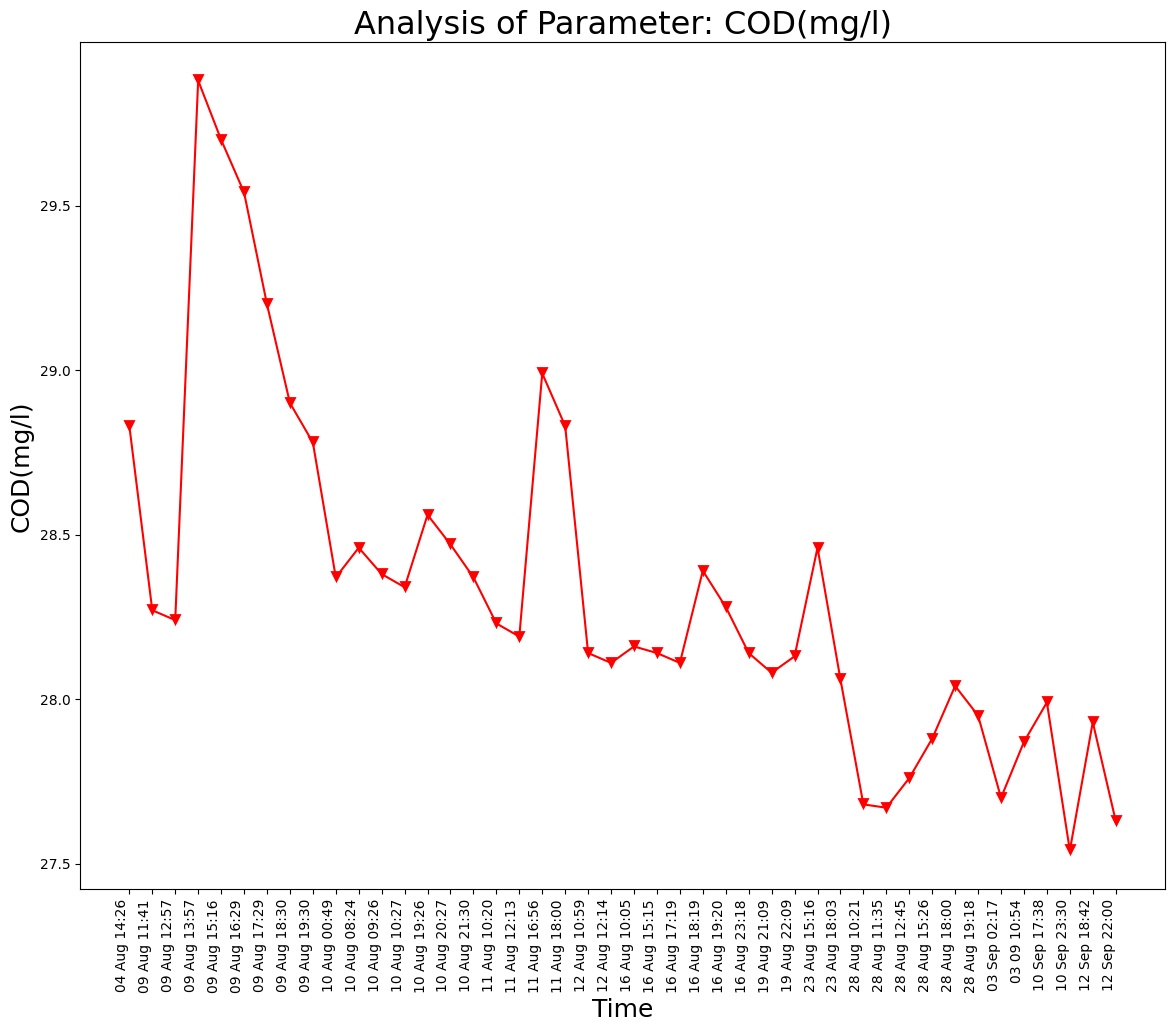 Analysis of Parameter: COD(mg/l)
COD(mg/l)
29.5
29.0
28.5
28.0
27.5
04 Aug 14:26
09 Aug 11:41
09 Aug 12:57
09 Aug 13:57
09 Aug 15:16
09 Aug 16:29
09 Aug 17:29
09 Aug 18:30
09 Aug 19:30
10 Aug 00:49
10 Aug 08:24
10 Aug 09:26
10 Aug 10:27
10 Aug 19:26
10 Aug 20:27
10 Aug 21:30
11 Aug 10:20
11 Aug 12:13
11 Aug 16:56
11 Aug 18:00
12 Aug 10:59
12 Aug 12:14
16 Aug 10:05
16 Aug 15:15
16 Aug 17:19
16 Aug 18:19
16 Aug 19:20
16 Aug 23:18
19 Aug 21:09
19 Aug 22:09
23 Aug 15:16
23 Aug 18:03
28 Aug 10:21
28 Aug 11:35
28 Aug 12:45
28 Aug 15:26
28 Aug 18:00
28 Aug 19:18
03 Sep 02:17
03 09 10:54
10 Sep 17:38
10 Sep 23:30
12 Sep 18:42
12 Sep 22:00
Time